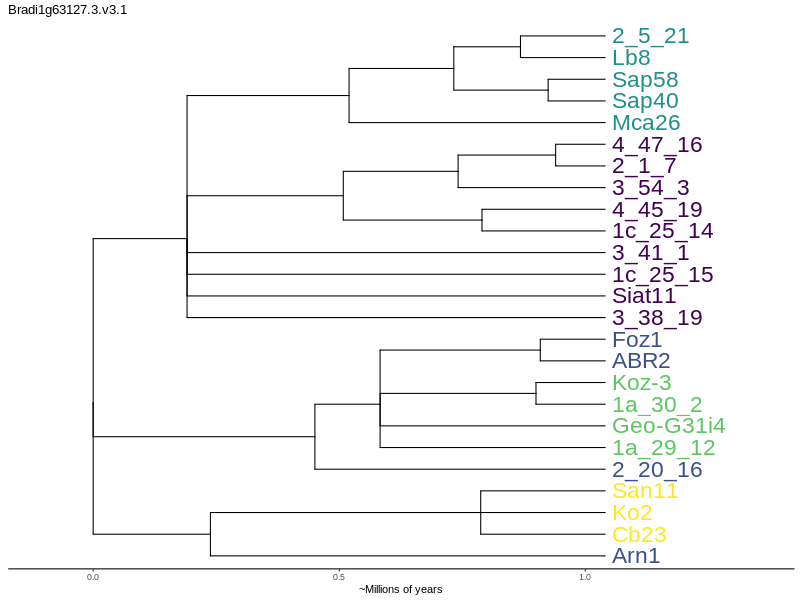 Bradi1g63127.3.v3.1
2_5_21
Lb8
Sap58
Sap40
Mca26
4_47_16
2_1_7
3_54_3
4_45_19
1c_25_14
3_41_1
1c_25_15
Siat11
3_38_19
Foz1
ABR2
Koz-3
1a_30_2
Geo-G31i4
1a_29_12
2_20_16
San11
Ko2
Cb23
Arn1
0.0 0.5 1.0
~Millions of years